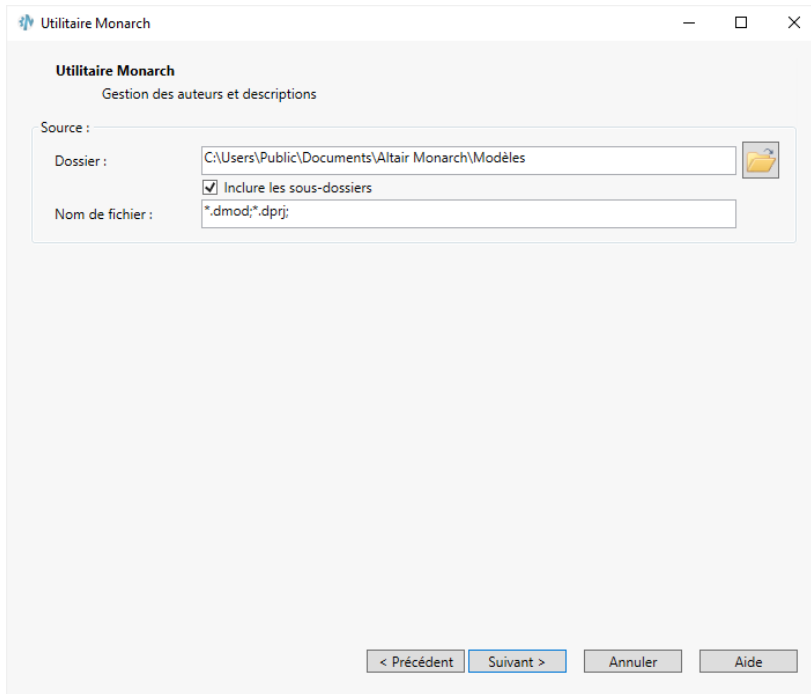 Utilitaire Monarch
Utilitaire Monarch
Gestion des auteurs et descriptions
Source :
Dossier :
C:\Users\Public\Documents\Altair Monarch\Modèles
Inclure les sous-dossiers
Nom de fichier :
*.dmod;*.dprj;
< Précédent
Suivant >
Annuler
Aide